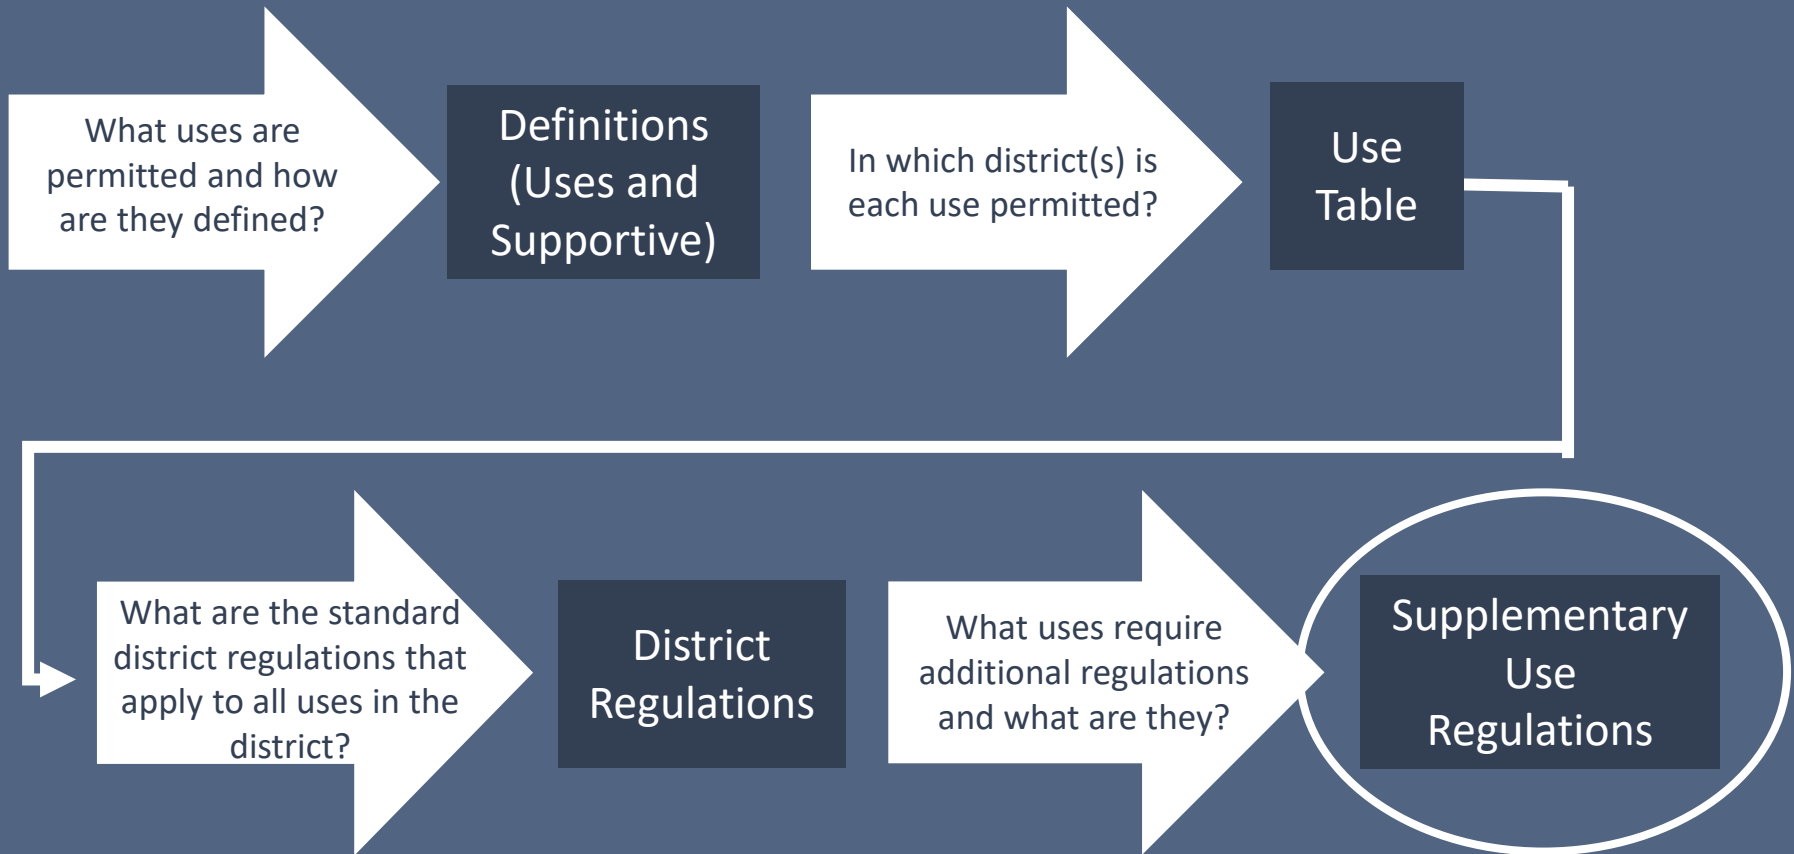 What uses are
permitted and how
are they defined?
Definitions
(Uses and
Supportive)
In which district(s) is
each use permitted?
Use
Table
What are the standard
district regulations that
apply to all uses in the
district?
District
Regulations
What uses require
additional regulations
and what are they?
Supplementary
Use
Regulations